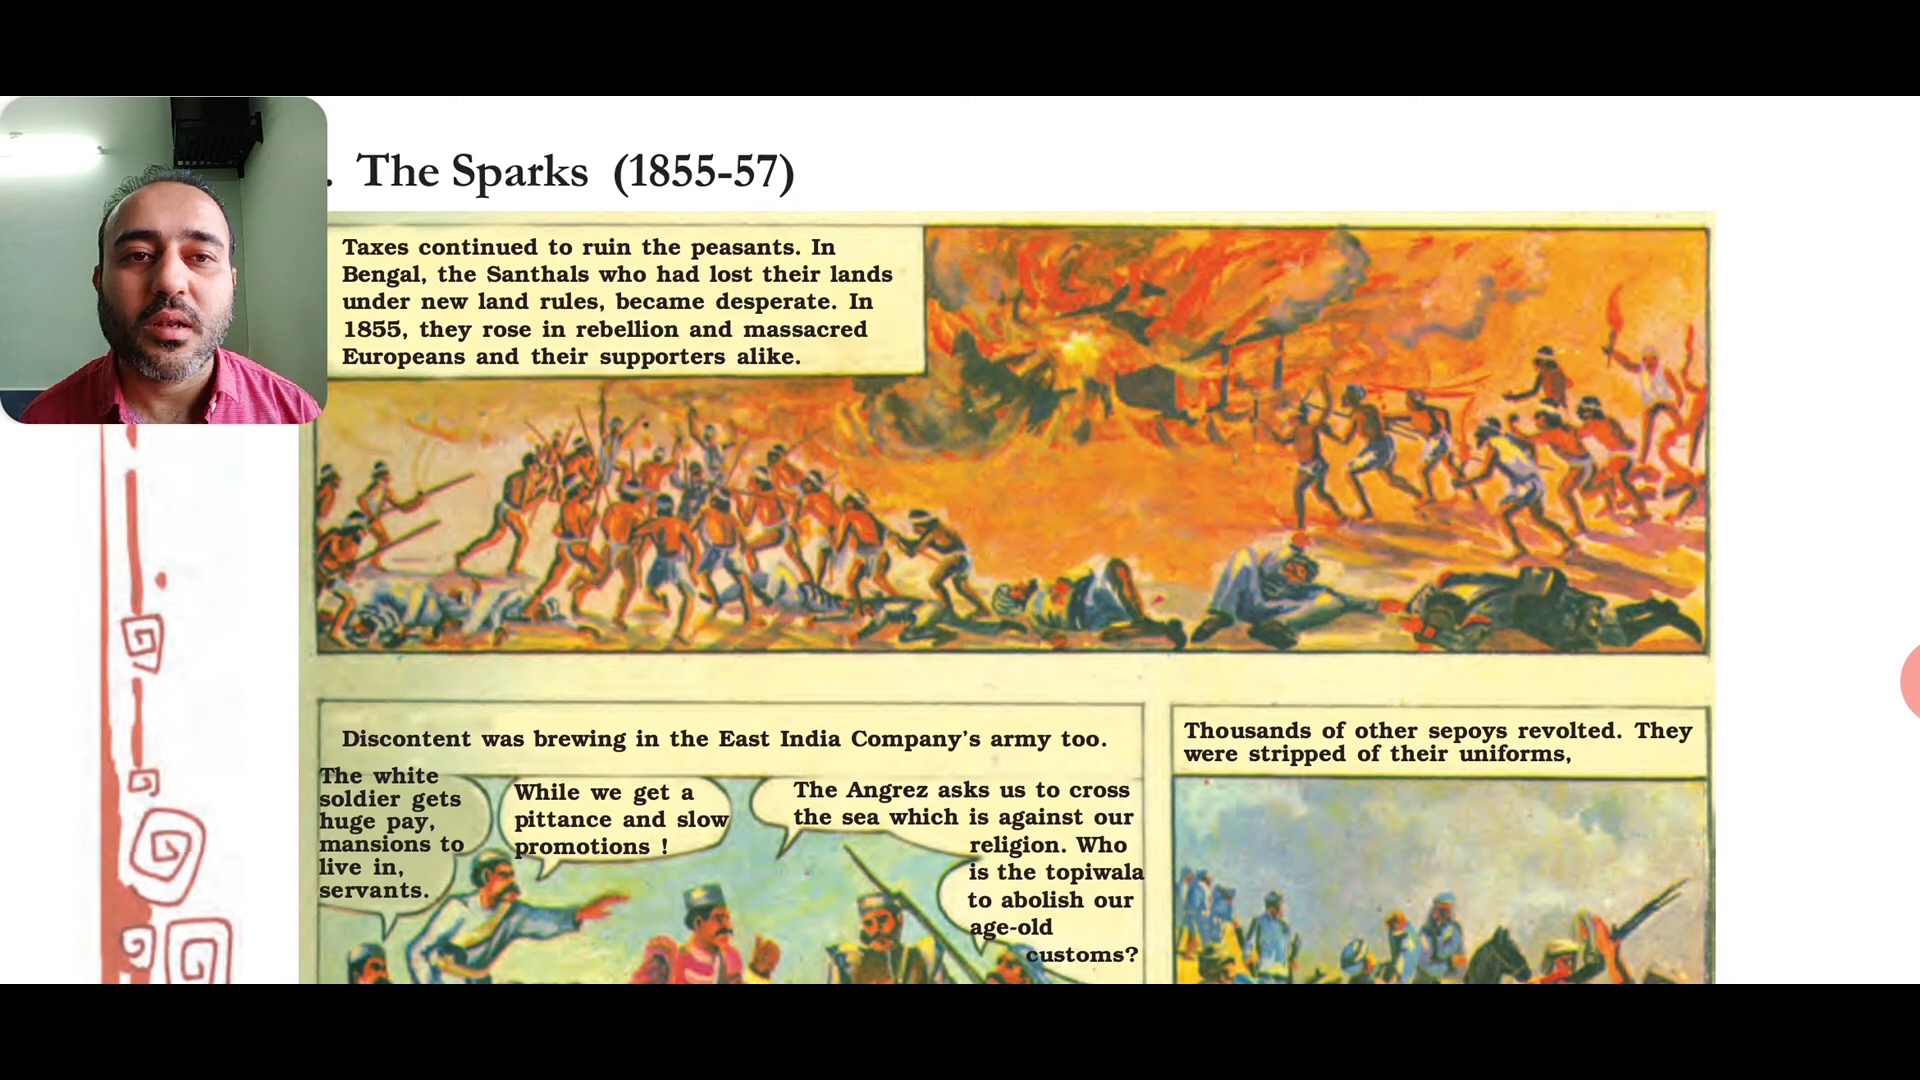 . The Sparks (1855-57)
Taxes continued to ruin the peasants. In
Bengal, the Santhals who had lost their lands
under new land rules, became desperate. In
1855, they rose in rebellion and massacred
Europeans and their supporters alike.
Discontent was brewing in the East India Company's army too.
The white
soldier gets
huge pay,
mansions to
live in,
servants.
While we get a
pittance and slow
promotions !
The Angrez asks us to cross
the sea which is against our
religion. Who
is the topiwala
to abolish our
age-old
customs?
Thousands of other sepoys revolted. They
were stripped of their uniforms,